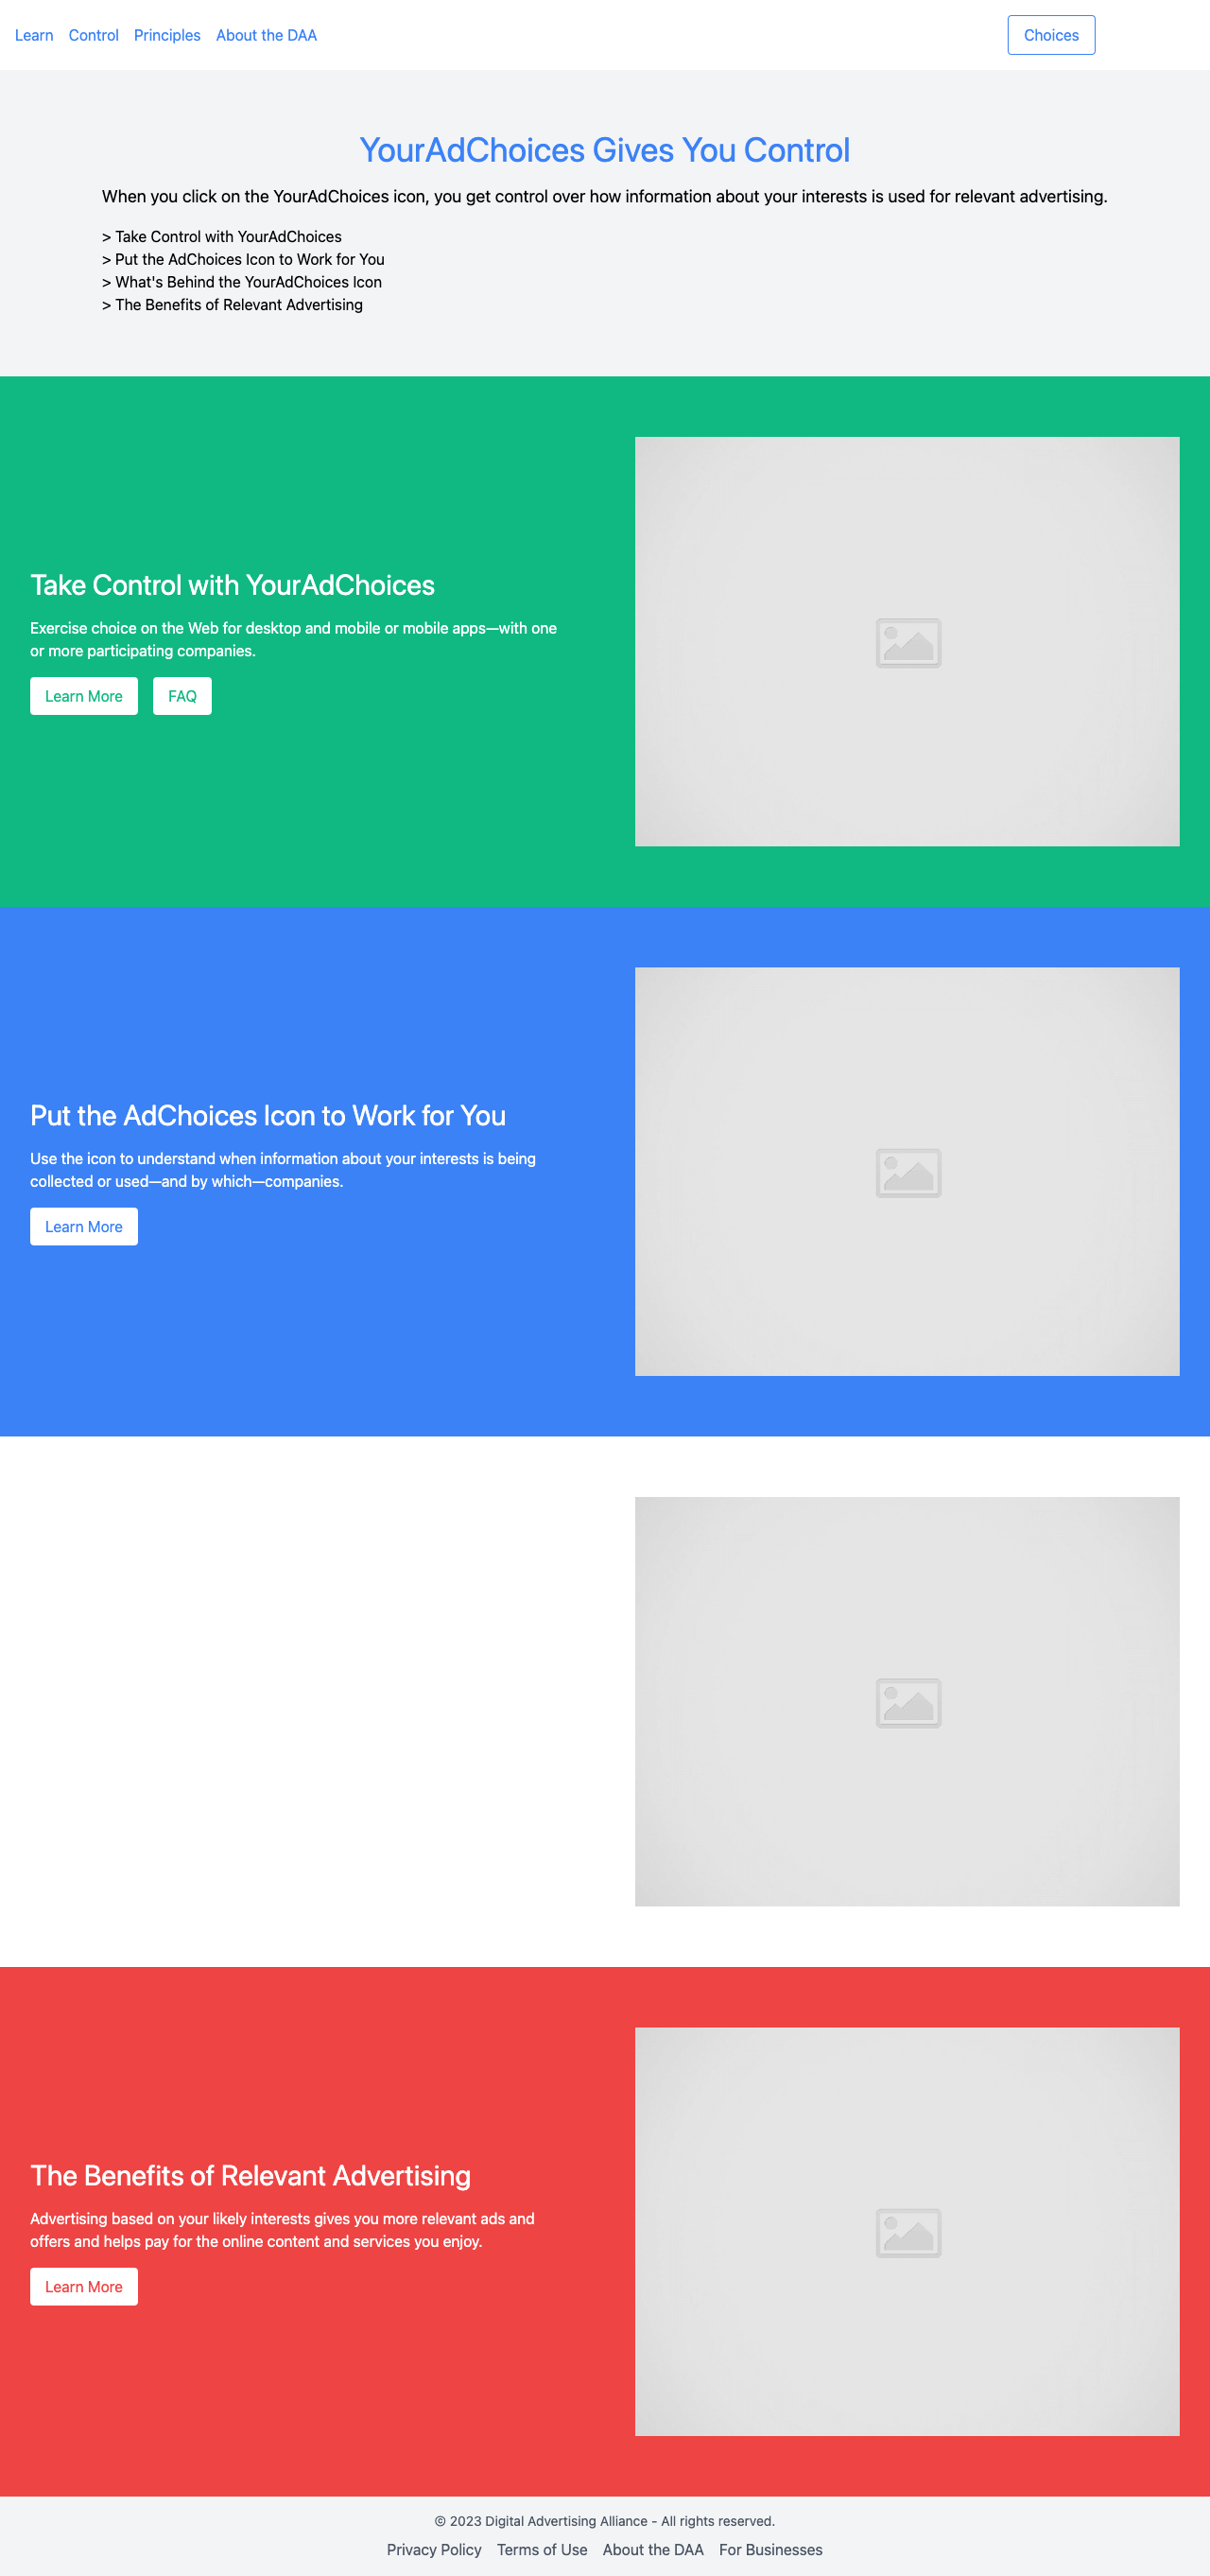 Learn Control Principles About the DAA Choices
YourAdChoices Gives You Control
When you click on the YourAdChoices icon, you get control over how information about your interests is used for relevant advertising.
> Take Control with YourAdChoices
> Put the AdChoices Icon to Work for You
> What's Behind the YourAdChoices Icon
> The Benefits of Relevant Advertising
Take Control with YourAdChoices
Exercise choice on the Web for desktop and mobile or mobile apps—with one
or more participating companies.
Learn More FAQ
Put the AdChoices Icon to Work for You
Use the icon to understand when information about your interests is being
collected or used—and by which—companies.
Learn More
The Benefits of Relevant Advertising
Advertising based on your likely interests gives you more relevant ads and
offers and helps pay for the online content and services you enjoy.
Learn More
© 2023 Digital Advertising Alliance - All rights reserved.
Privacy Policy Terms of Use About the DAA For Businesses